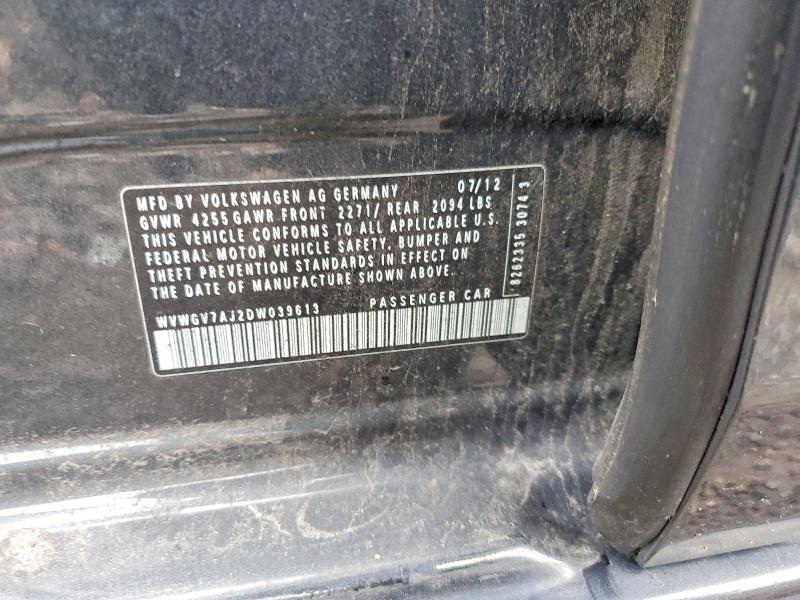 MFD BY VOLKSWAGEN AG GERMANY 07/12
GVWR 4255 GAWR FRONT 2271/ REAR 2094 LBS
THIS VEHICLE CONFORMS TO ALL APPLICABLE U.S.
FEDERAL MOTOR VEHICLE SAFETY, BUMPER AND
THEFT PREVENTION STANDARDS IN EFFECT ON
THE DATE OF MANUFACTURE SHOWN ABOVE.
WVWGV7AJ2DW039613 PASSENGER CAR
8262335 3074 3